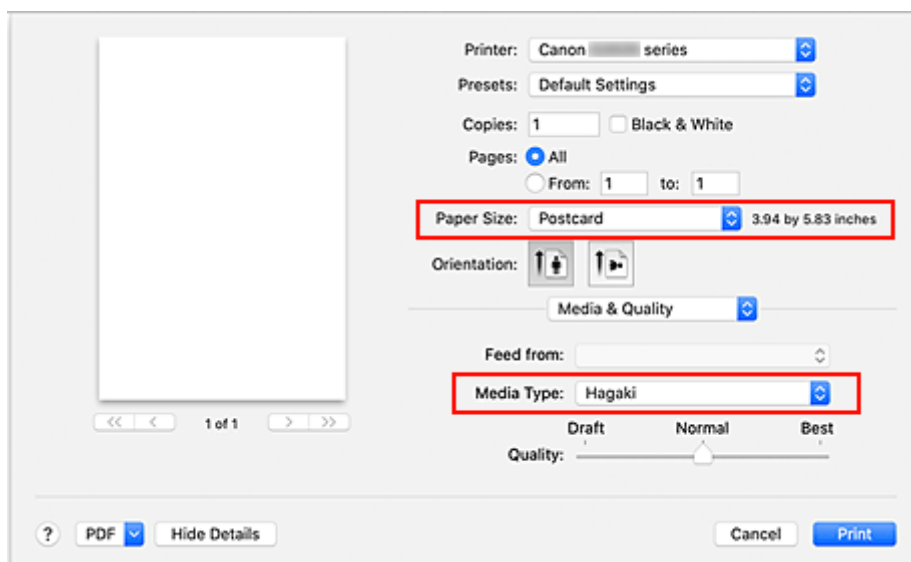 Printer: Canon series
Presets: Default Settings
Copies: 1 Black & White
Pages: All
From: 1 to: 1
Paper Size: Postcard 3.94 by 5.83 inches
Orientation:
Media & Quality
Feed from:
Media Type: Hagaki
Draft Normal Best
Quality:
<< < 1 of 1 > >>
? PDF Hide Details Cancel Print